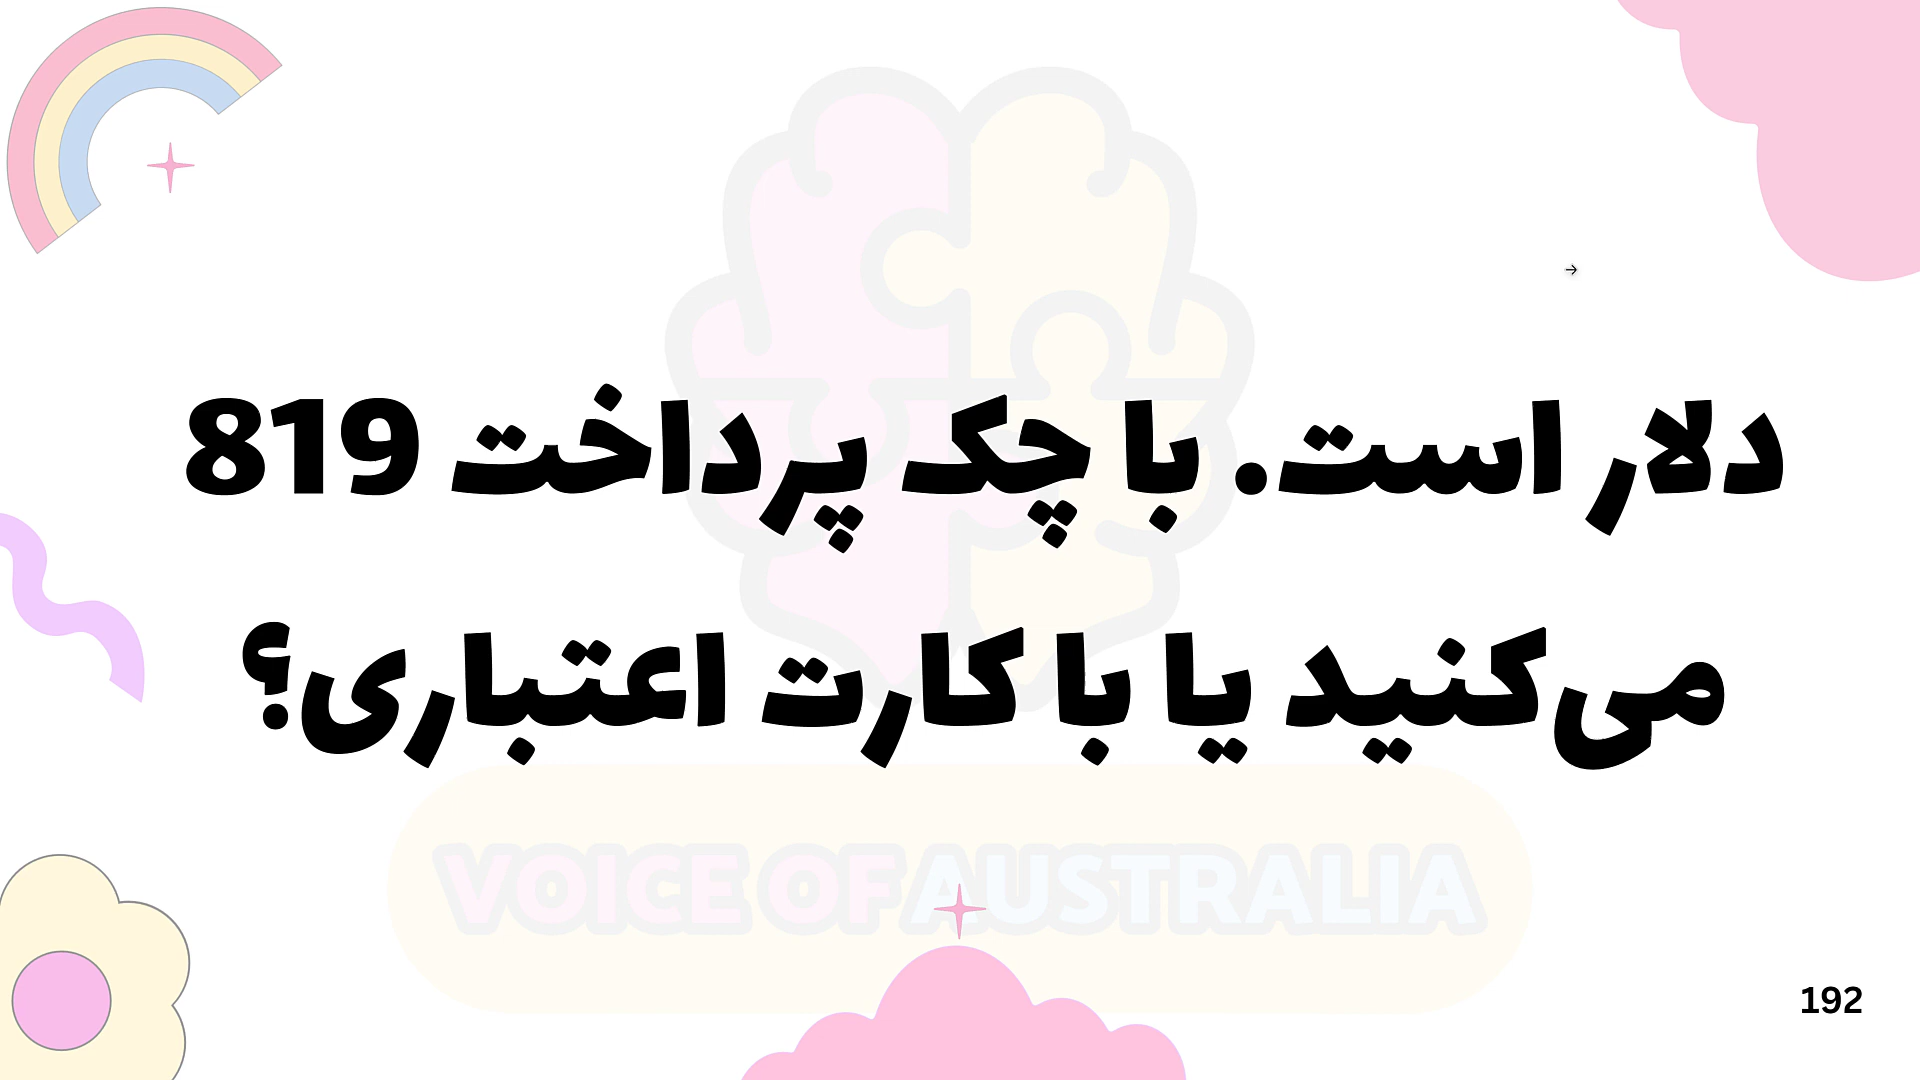 دلار است. با چک پرداخت 819
می‌کنید یا با کارت اعتباری؟
VOICE OF AUSTRALIA
192